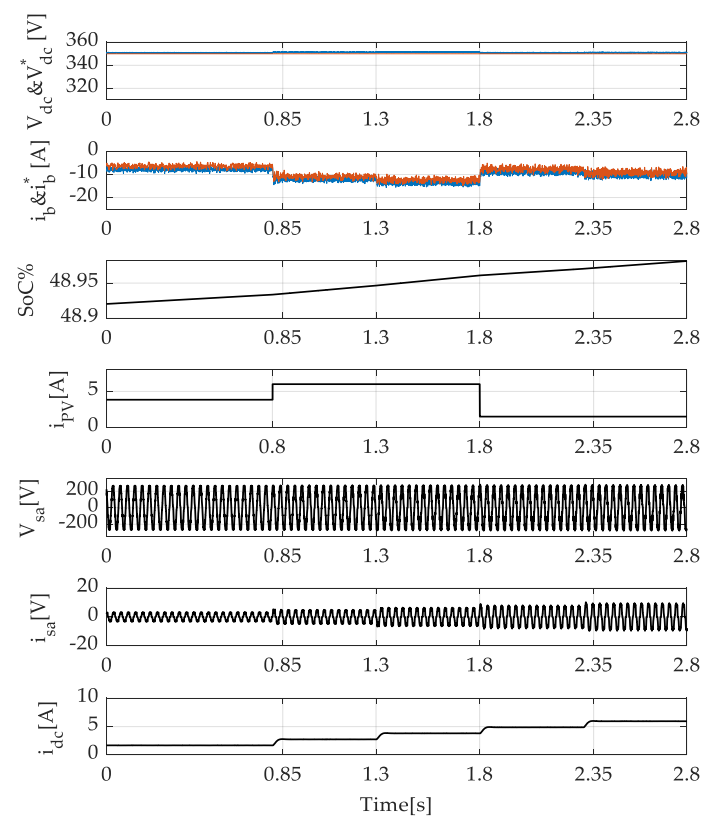 V_dc&V*_dc [V]
360
340
320
0 0.85 1.3 1.8 2.35 2.8
i_b&i*_b [A]
0
-10
-20
0 0.85 1.3 1.8 2.35 2.8
SoC%
48.95
48.9
0 0.85 1.3 1.8 2.35 2.8
i_PV[A]
5
0
0 0.8 1.3 1.8 2.35 2.8
V_sa[V]
200
0
-200
0 0.85 1.3 1.8 2.35 2.8
i_sa[V]
20
0
-20
0 0.85 1.3 1.8 2.35 2.8
i_dc[A]
10
5
0
0 0.85 1.3 1.8 2.35 2.8
Time[s]